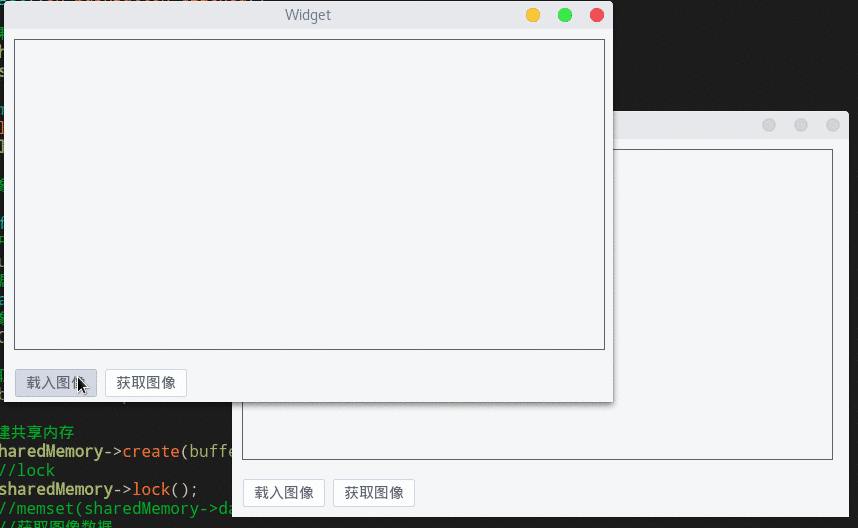 Widget
载入图像 获取图像
建共享内存
haredMemory->create(buffe
//lock
sharedMemory->lock();
//memset(sharedMemory->da
//获取图像数据
载入图像 获取图像